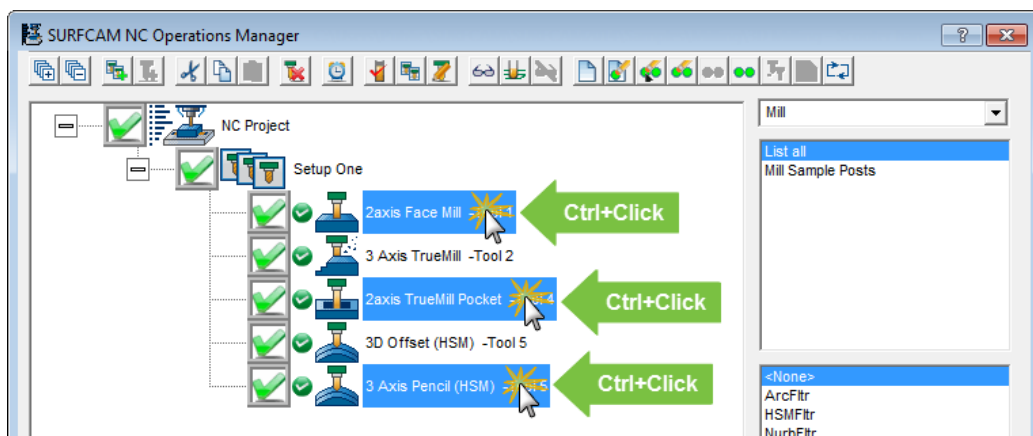 SURFCAM NC Operations Manager
Mill
NC Project
List all
Mill Sample Posts
Setup One
2axis Face Mill
Ctrl+Click
3 Axis TrueMill -Tool 2
2axis TrueMill Pocket
Ctrl+Click
3D Offset (HSM) -Tool 5
3 Axis Pencil (HSM)
Ctrl+Click
<None>
ArcFltr
HSMFltr
NurbFltr